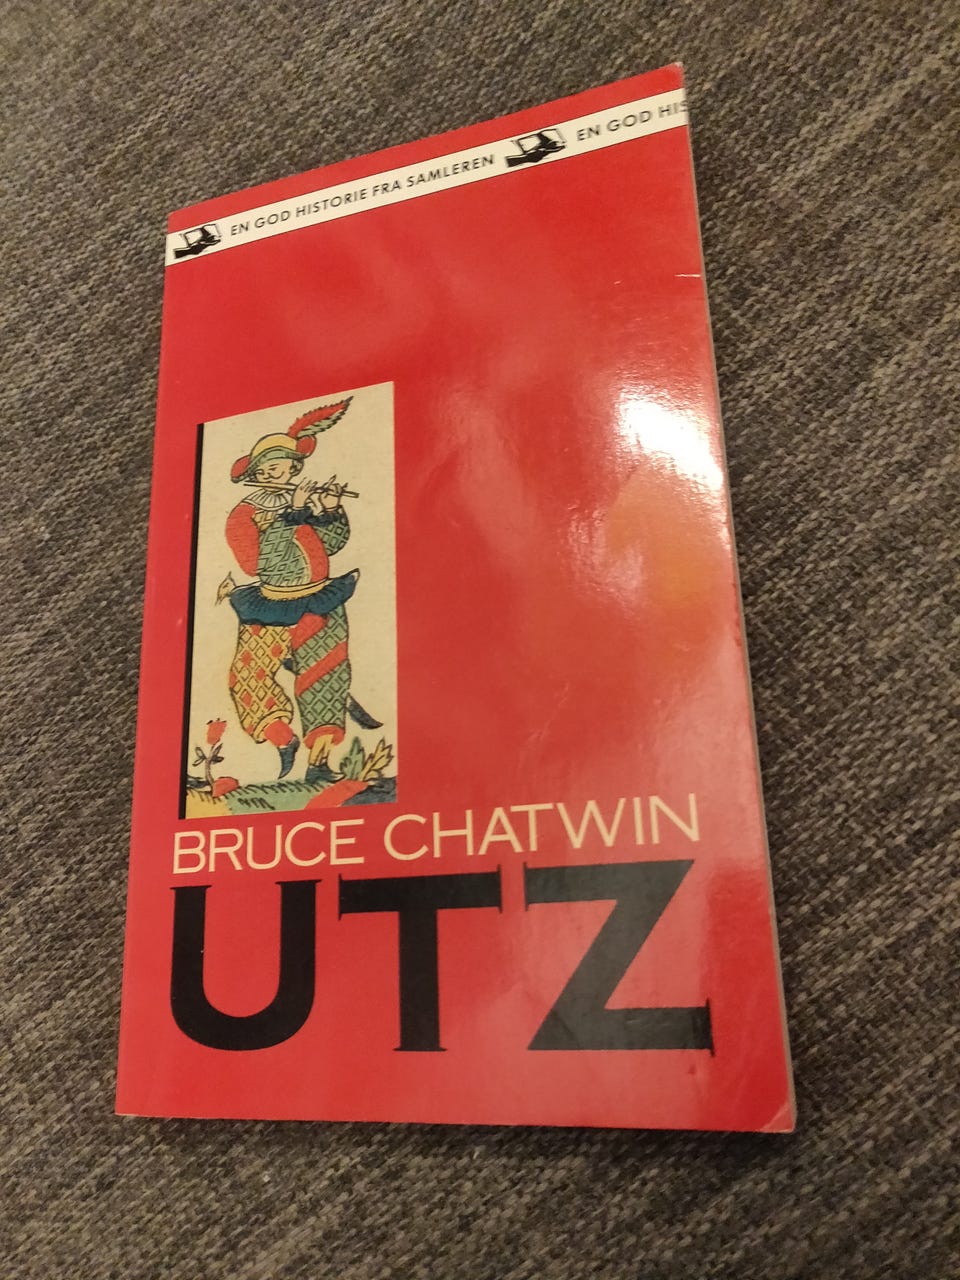 EN GOD HISTORIE FRA SAMLEREN EN GOD HIS
BRUCE CHATWIN
UTZ